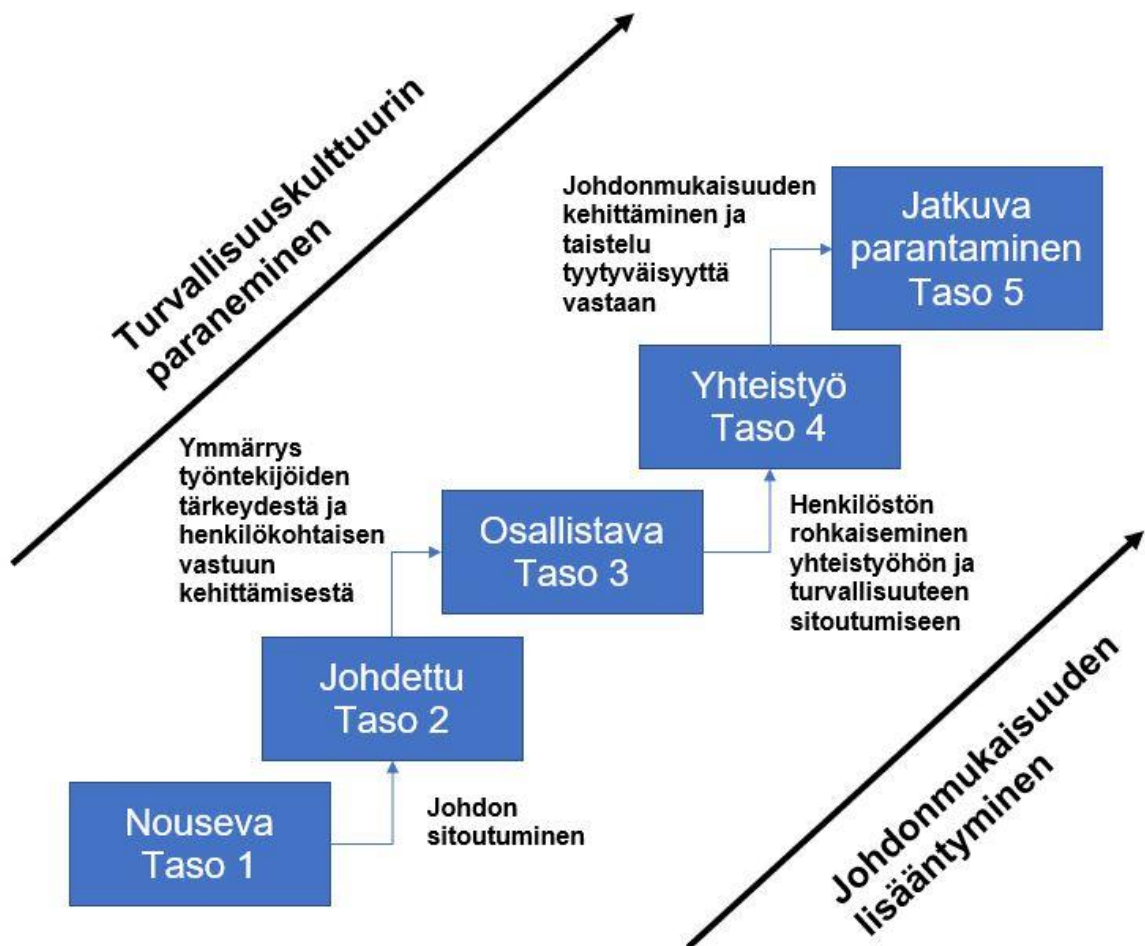 Turvallisuuskulttuurin
paraneminen
Johdonmukaisuuden
kehittäminen ja
taistelu
tyytyväisyyttä
vastaan
Jatkuva
parantaminen
Taso 5
Yhteistyö
Taso 4
Ymmärrys
työntekijöiden
tärkeydestä ja
henkilökohtaisen
vastuun
kehittämisestä
Osallistava
Taso 3
Henkilöstön
rohkaiseminen
yhteistyöhön ja
turvallisuuteen
sitoutumiseen
Johdettu
Taso 2
Nouseva
Taso 1
Johdon
sitoutuminen
Johdonmukaisuuden
lisääntyminen